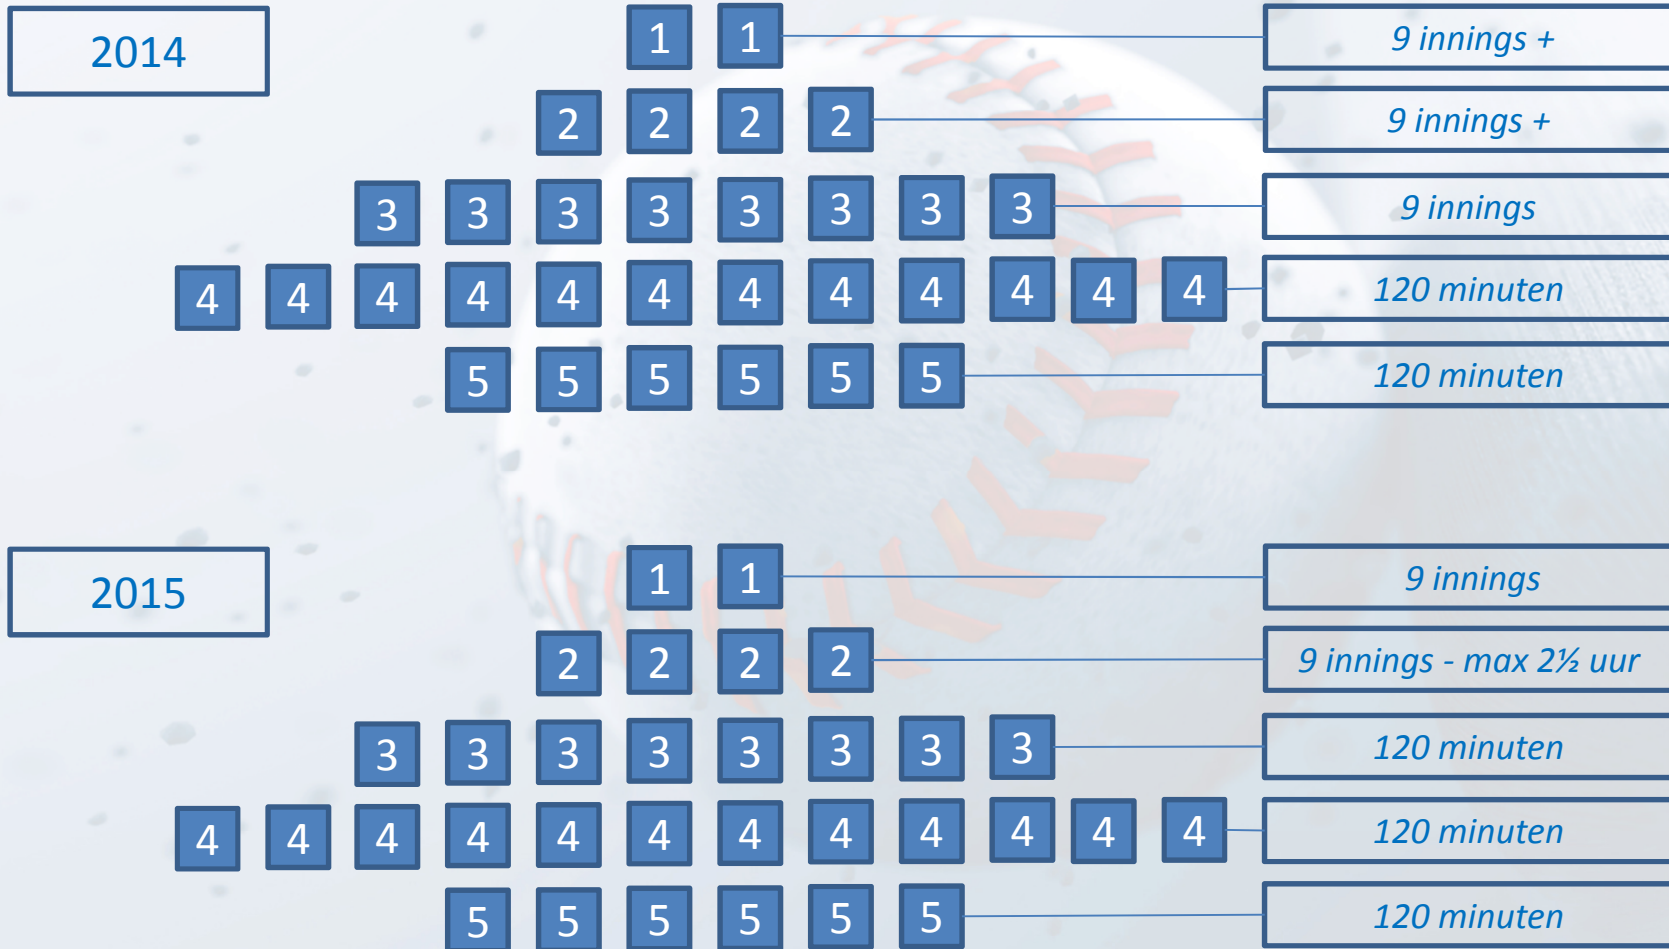 2014
1 1 9 innings +
2 2 2 2 9 innings +
3 3 3 3 3 3 3 3 9 innings
4 4 4 4 4 4 4 4 4 4 4 4 120 minuten
5 5 5 5 5 5 120 minuten
2015
1 1 9 innings
2 2 2 2 9 innings - max 2½ uur
3 3 3 3 3 3 3 3 120 minuten
4 4 4 4 4 4 4 4 4 4 4 4 120 minuten
5 5 5 5 5 5 120 minuten